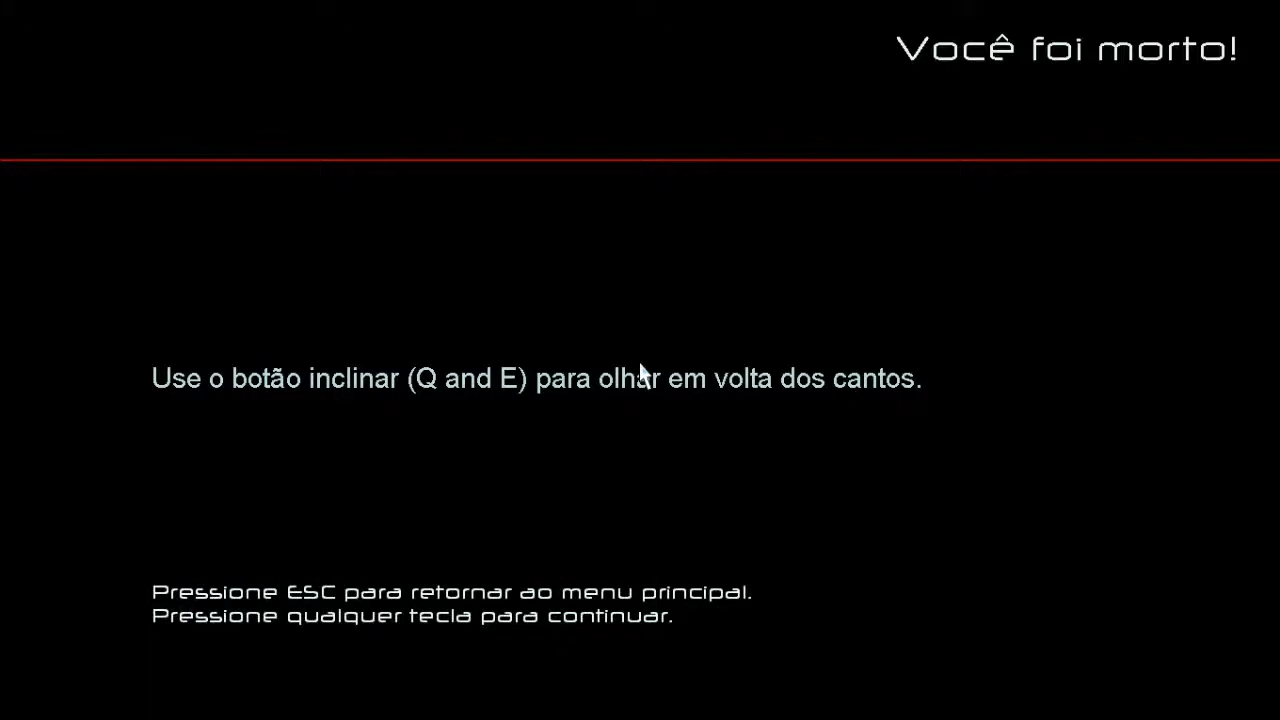 Você foi morto!
Use o botão inclinar (Q and E) para olhar em volta dos cantos.
Pressione ESC para retornar ao menu principal.
Pressione qualquer tecla para continuar.